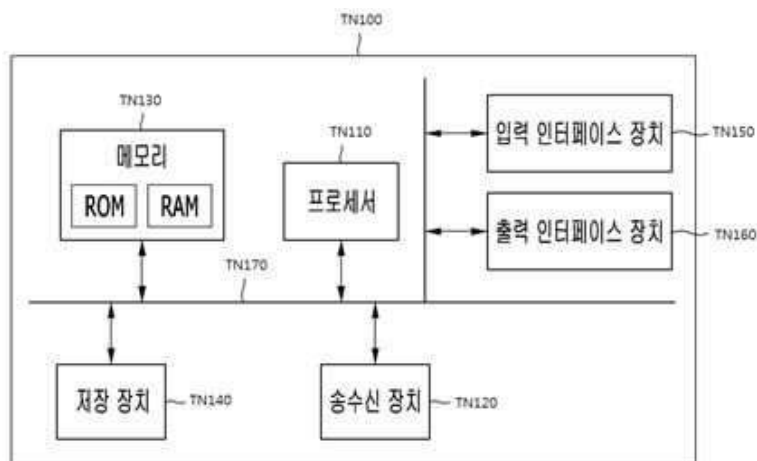 TN100
TN130
메모리
ROM RAM
TN110
프로세서
입력 인터페이스 장치
TN150
출력 인터페이스 장치
TN160
TN170
저장 장치
TN140
송수신 장치
TN120